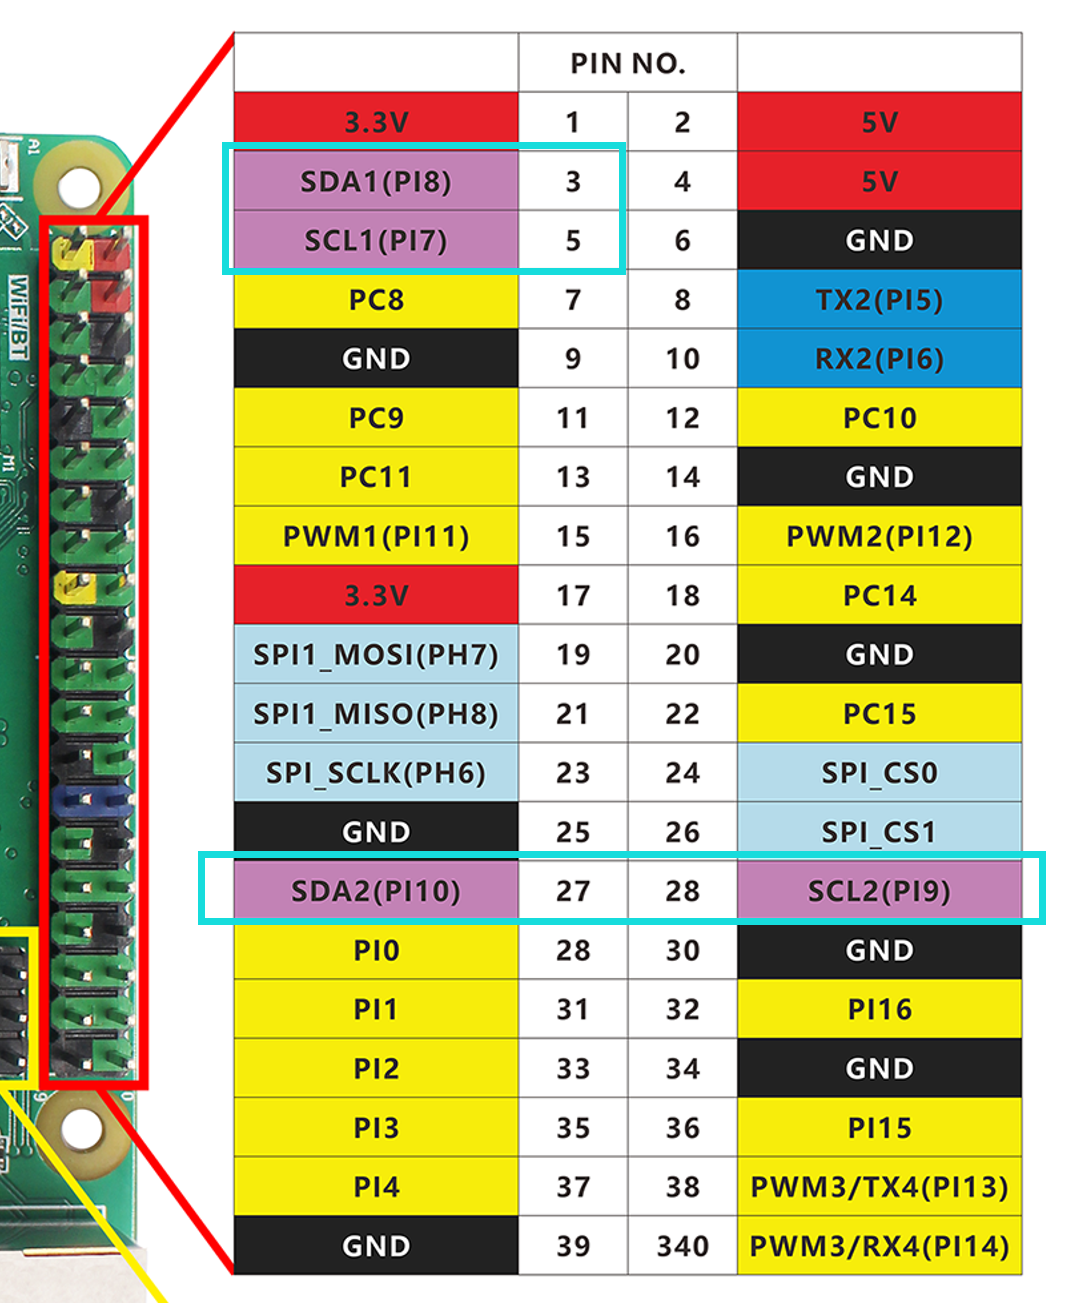 PIN NO.
3.3V 1 2 5V
SDA1(PI8) 3 4 5V
SCL1(PI7) 5 6 GND
PC8 7 8 TX2(PI5)
GND 9 10 RX2(PI6)
PC9 11 12 PC10
PC11 13 14 GND
PWM1(PI11) 15 16 PWM2(PI12)
3.3V 17 18 PC14
SPI1_MOSI(PH7) 19 20 GND
SPI1_MISO(PH8) 21 22 PC15
SPI_SCLK(PH6) 23 24 SPI_CS0
GND 25 26 SPI_CS1
SDA2(PI10) 27 28 SCL2(PI9)
PI0 28 30 GND
PI1 31 32 PI16
PI2 33 34 GND
PI3 35 36 PI15
PI4 37 38 PWM3/TX4(PI13)
GND 39 340 PWM3/RX4(PI14)
A1
WiFi/BT
M1